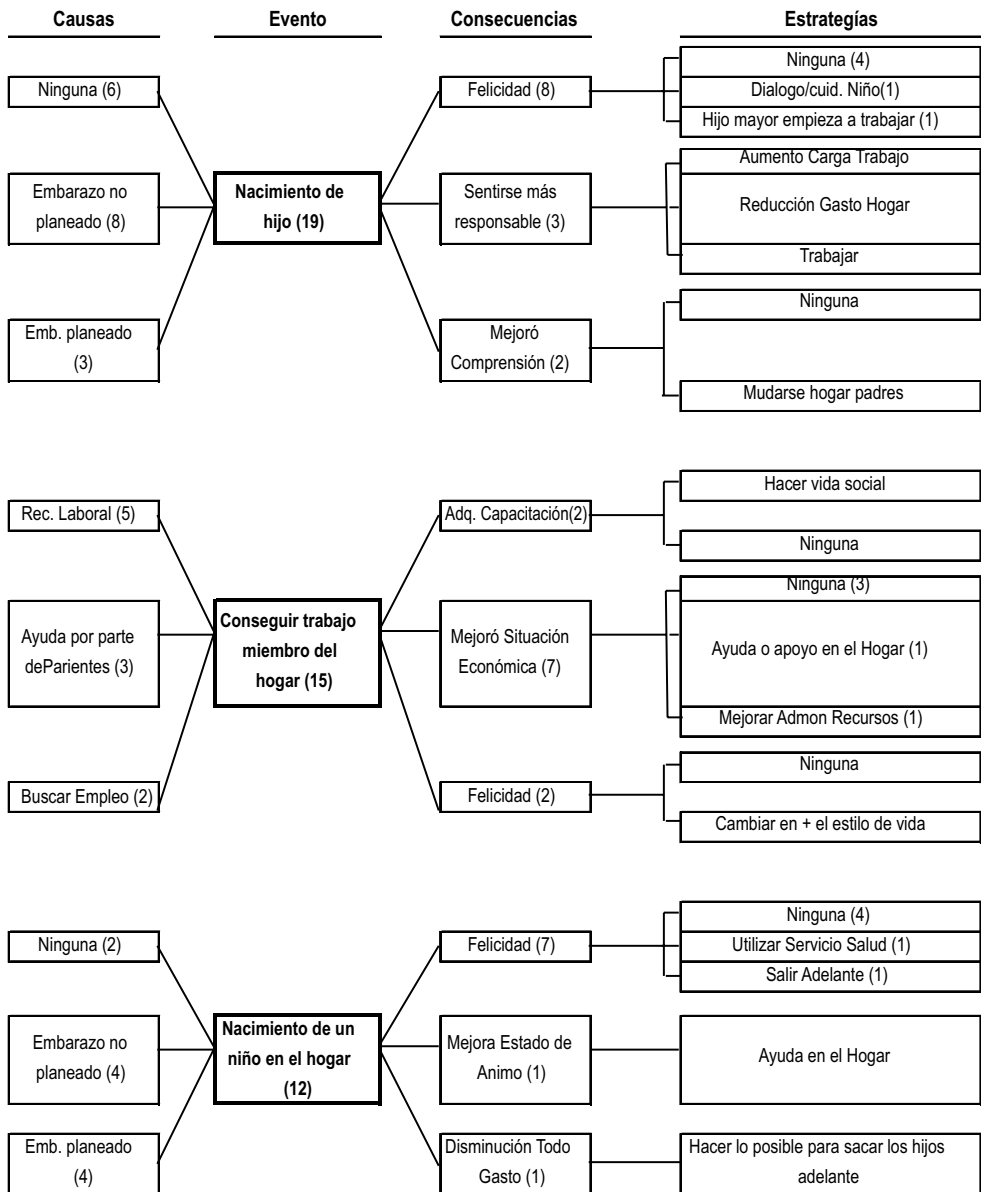 Causas
Evento
Consecuencias
Estrategías
Ninguna (6)
Embarazo no
planeado (8)
Emb. planeado
(3)
Nacimiento de
hijo (19)
Felicidad (8)
Sentirse más
responsable (3)
Mejoró
Comprensión (2)
Ninguna (4)
Dialogo/cuid. Niño(1)
Hijo mayor empieza a trabajar (1)
Aumento Carga Trabajo
Reducción Gasto Hogar
Trabajar
Ninguna
Mudarse hogar padres
Rec. Laboral (5)
Ayuda por parte
deParientes (3)
Buscar Empleo (2)
Conseguir trabajo
miembro del
hogar (15)
Adq. Capacitación(2)
Mejoró Situación
Económica (7)
Felicidad (2)
Hacer vida social
Ninguna
Ninguna (3)
Ayuda o apoyo en el Hogar (1)
Mejorar Admon Recursos (1)
Ninguna
Cambiar en + el estilo de vida
Ninguna (2)
Embarazo no
planeado (4)
Emb. planeado
(4)
Nacimiento de un
niño en el hogar
(12)
Felicidad (7)
Mejora Estado de
Animo (1)
Disminución Todo
Gasto (1)
Ninguna (4)
Utilizar Servicio Salud (1)
Salir Adelante (1)
Ayuda en el Hogar
Hacer lo posible para sacar los hijos
adelante